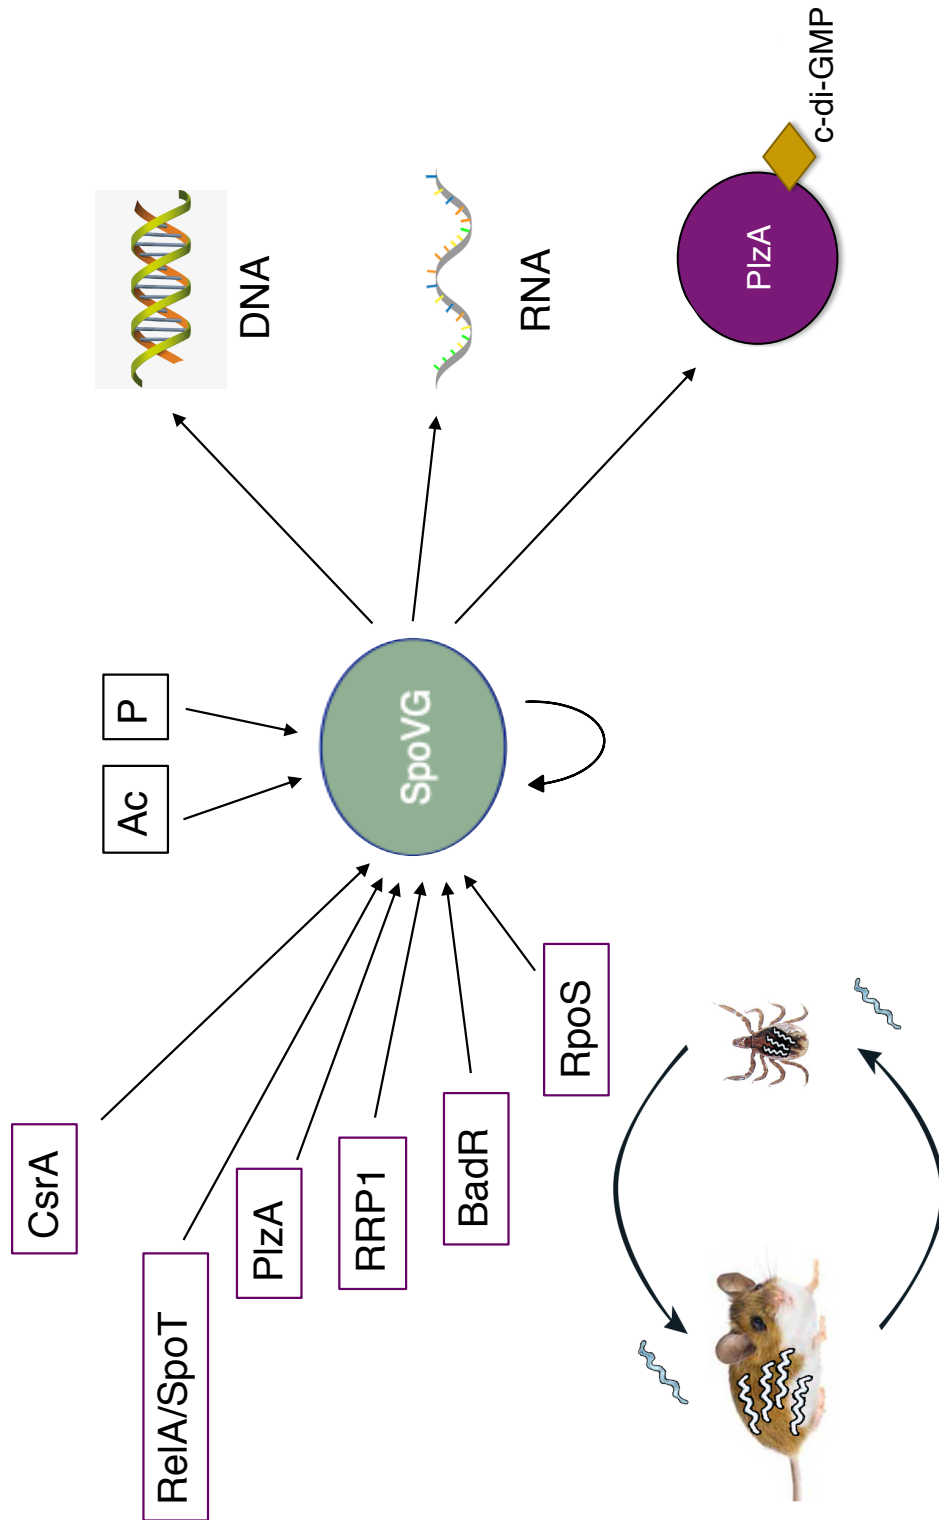 CsrA
RelA/SpoT
PlzA
RRP1
BadR
RpoS
Ac
P
SpoVG
DNA
RNA
PlzA
c-di-GMP